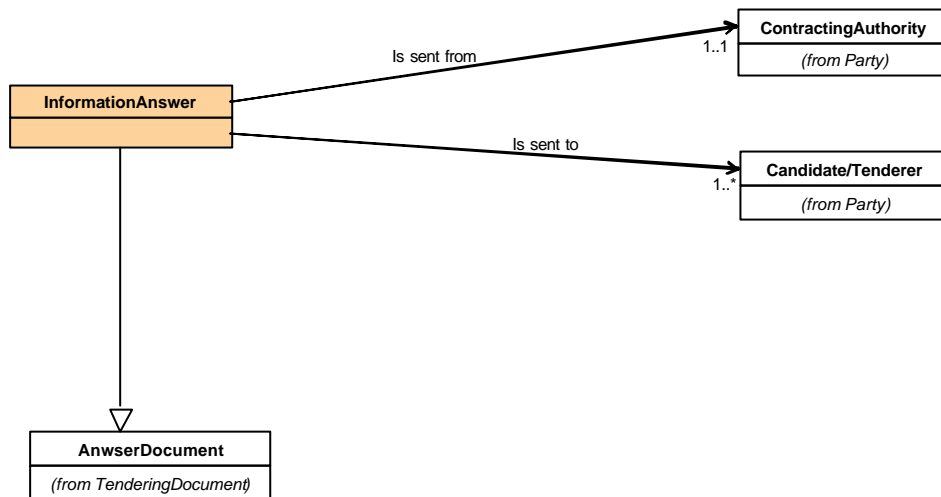 ContractingAuthority
Is sent from
1..1
(from Party)
InformationAnswer
Is sent to
Candidate/Tenderer
1..*
(from Party)
AnwserDocument
(from TenderingDocument)